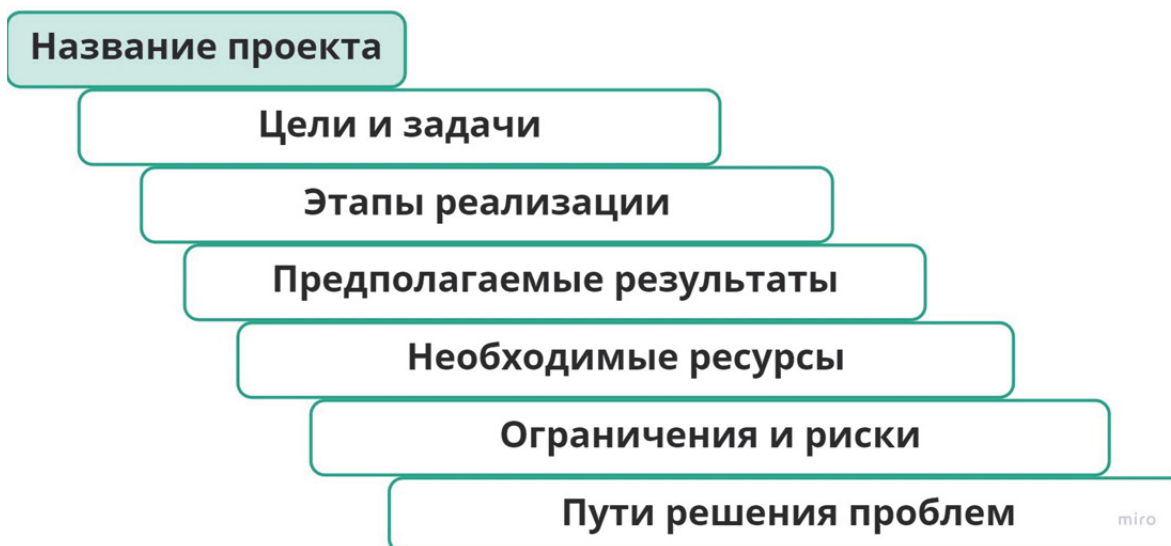 Название проекта
Цели и задачи
Этапы реализации
Предполагаемые результаты
Необходимые ресурсы
Ограничения и риски
Пути решения проблем
miro